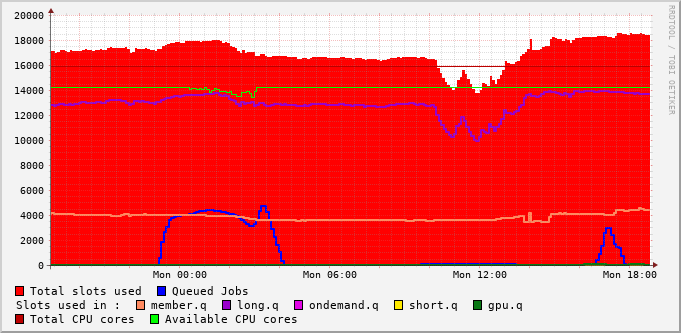 RRDTOOL / TOBI OETIKER
20000
18000
16000
14000
12000
10000
8000
6000
4000
2000
0
Mon 00:00 Mon 06:00 Mon 12:00 Mon 18:00
Total slots used Queued Jobs
Slots used in : member.q long.q ondemand.q short.q gpu.q
Total CPU cores Available CPU cores